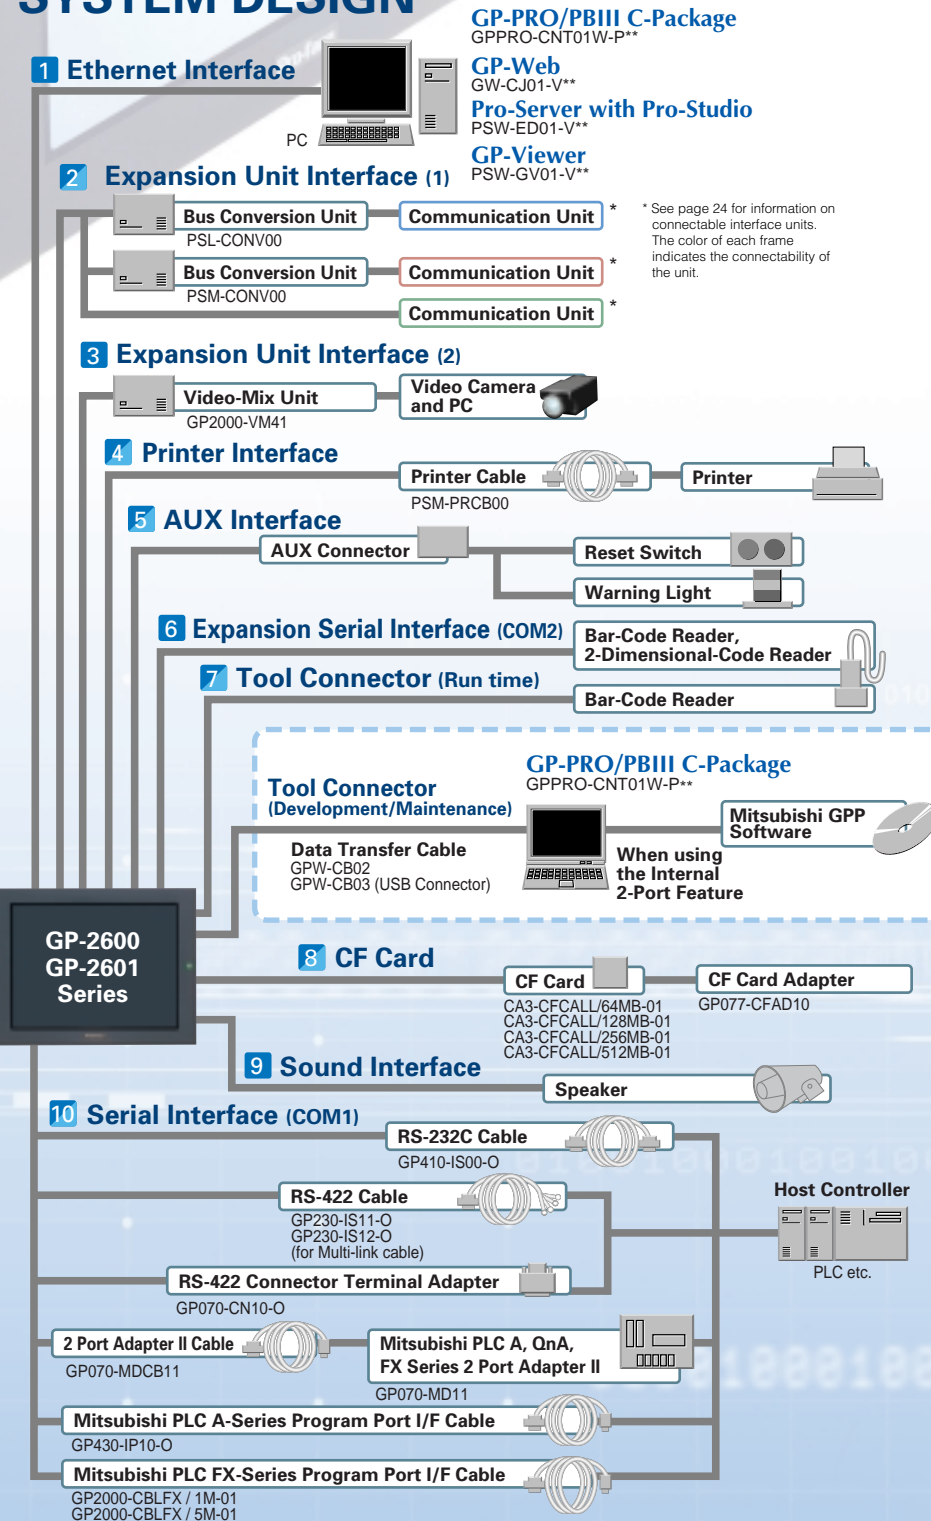 SYSTEM DESIGN
GP-PRO/PBIII C-Package
GPPRO-CNT01W-P**
1 Ethernet Interface
GP-Web
GW-CJ01-V**
Pro-Server with Pro-Studio
PSW-ED01-V**
PC
GP-Viewer
PSW-GV01-V**
2 Expansion Unit Interface (1)
Bus Conversion Unit
Communication Unit *
PSL-CONV00
* See page 24 for information on
connectable interface units.
The color of each frame
indicates the connectability of
the unit.
Bus Conversion Unit
Communication Unit *
PSM-CONV00
Communication Unit *
3 Expansion Unit Interface (2)
Video-Mix Unit
GP2000-VM41
Video Camera
and PC
4 Printer Interface
Printer Cable
PSM-PRCB00
Printer
5 AUX Interface
AUX Connector
Reset Switch
Warning Light
6 Expansion Serial Interface (COM2)
Bar-Code Reader,
2-Dimensional-Code Reader
7 Tool Connector (Run time)
Bar-Code Reader
GP-PRO/PBIII C-Package
GPPRO-CNT01W-P**
Tool Connector
(Development/Maintenance)
Data Transfer Cable
GPW-CB02
GPW-CB03 (USB Connector)
Mitsubishi GPP
Software
When using
the Internal
2-Port Feature
GP-2600
GP-2601
Series
8 CF Card
CF Card
CA3-CFCALL/64MB-01
CA3-CFCALL/128MB-01
CA3-CFCALL/256MB-01
CA3-CFCALL/512MB-01
CF Card Adapter
GP077-CFAD10
9 Sound Interface
Speaker
10 Serial Interface (COM1)
RS-232C Cable
GP410-IS00-O
RS-422 Cable
GP230-IS11-O
GP230-IS12-O
(for Multi-link cable)
Host Controller
PLC etc.
RS-422 Connector Terminal Adapter
GP070-CN10-O
2 Port Adapter II Cable
GP070-MDCB11
Mitsubishi PLC A, QnA,
FX Series 2 Port Adapter II
GP070-MD11
Mitsubishi PLC A-Series Program Port I/F Cable
GP430-IP10-O
Mitsubishi PLC FX-Series Program Port I/F Cable
GP2000-CBLFX / 1M-01
GP2000-CBLFX / 5M-01